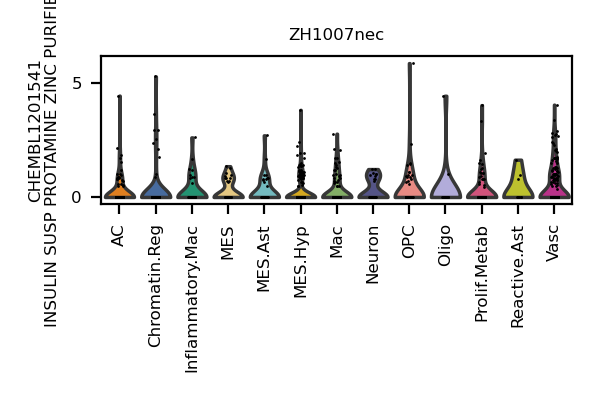 ZH1007nec
CHEMBL1201541
INSULIN SUSP PROTAMINE ZINC
5
0
AC
Chromatin.Reg
Inflammatory.Mac
MES
MES.Ast
MES.Hyp
Mac
Neuron
OPC
Oligo
Prolif.Metab
Reactive.Ast
Vasc